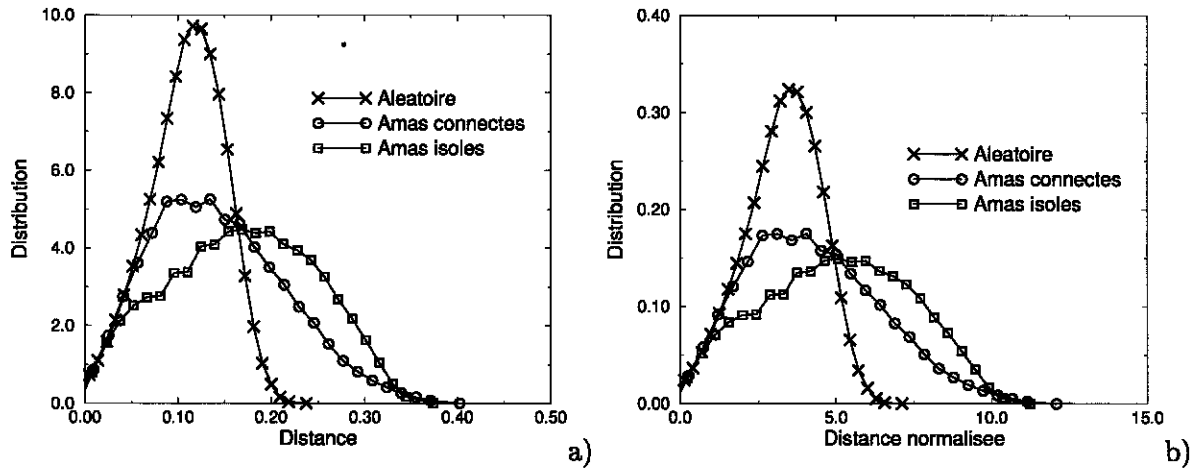 10.0
8.0
6.0
4.0
2.0
0.0
Distribution
0.00
0.10
0.20
0.30
0.40
0.50
Distance
Aleatoire
Amas connectes
Amas isoles
a)
0.40
0.30
0.20
0.10
0.00
Distribution
0.0
5.0
10.0
15.0
Distance normalisee
Aleatoire
Amas connectes
Amas isoles
b)